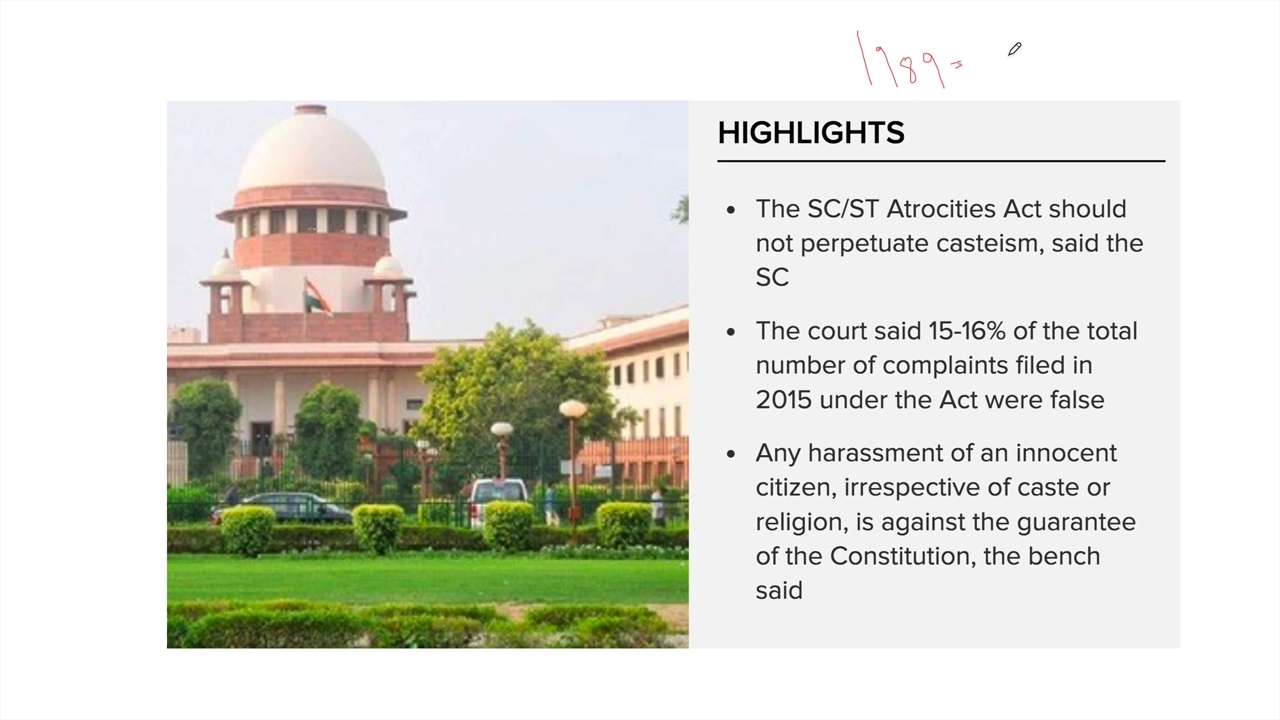 1989=
HIGHLIGHTS
• The SC/ST Atrocities Act should
not perpetuate casteism, said the
SC
• The court said 15-16% of the total
number of complaints filed in
2015 under the Act were false
• Any harassment of an innocent
citizen, irrespective of caste or
religion, is against the guarantee
of the Constitution, the bench
said